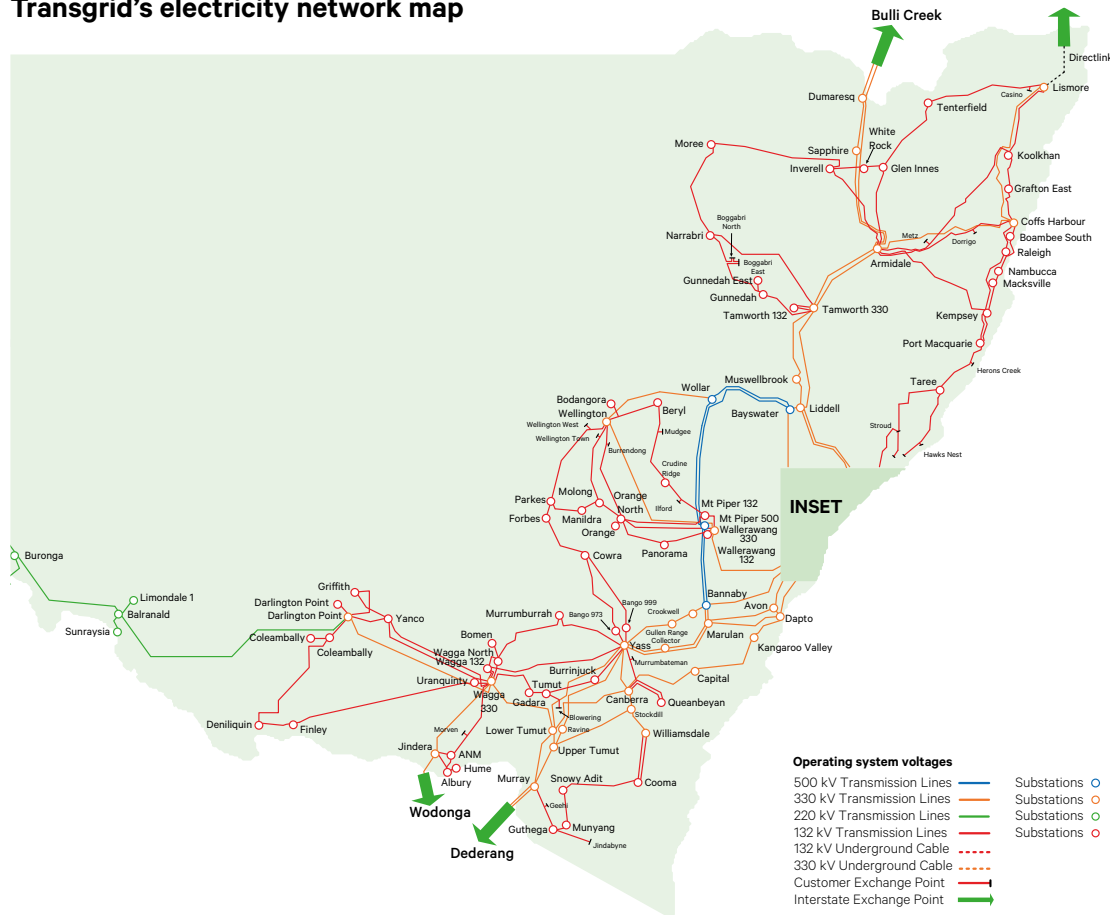 Transgrid's electricity network map
Bulli Creek
Directlink
Dumaresq
Casino
Lismore
Tenterfield
White
Rock
Moree
Sapphire
Inverell
Glen Innes
Koolkhan
Grafton East
Boggabri
North
Coffs Harbour
Narrabri
Metz
Dorrigo
Boambee South
Raleigh
Armidale
Boggabri
East
Gunnedah East
Nambucca
Macksville
Gunnedah
Tamworth 132
Tamworth 330
Kempsey
Port Macquarie
Herons Creek
Muswellbrook
Taree
Wollar
Bodangora
Wellington
Beryl
Bayswater
Liddell
Wellington West
Wellington Town
Mudgee
Stroud
Burrendong
Hawks Nest
Crudine
Ridge
Molong
Orange
North
Parkes
Ilford
Mt Piper 132
INSET
Forbes
Manildra
Orange
Mt Piper 500
Wallerawang
330
Panorama
Wallerawang
132
Cowra
Buronga
Limondale 1
Balranald
Sunraysia
Griffith
Darlington Point
Darlington Point
Yanco
Coleambally
Coleambally
Murrumburrah
Bango 973
Bango 999
Crookwell
Bannaby
Avon
Dapto
Gullen Range
Collector
Marulan
Kangaroo Valley
Bomen
Wagga North
Wagga 132
Yass
Murrumbateman
Uranquinty
Burrinjuck
Capital
Wagga
330
Tumut
Gadara
Canberra
Queanbeyan
Blowering
Stockdill
Deniliquin
Finley
Morven
Lower Tumut
Ravine
Williamsdale
Jindera
ANM
Upper Tumut
Hume
Albury
Murray
Snowy Adit
Cooma
Wodonga
Geehi
Guthega
Munyang
Jindabyne
Dederang
Operating system voltages
500 kV Transmission Lines Substations
330 kV Transmission Lines Substations
220 kV Transmission Lines Substations
132 kV Transmission Lines Substations
132 kV Underground Cable
330 kV Underground Cable
Customer Exchange Point
Interstate Exchange Point